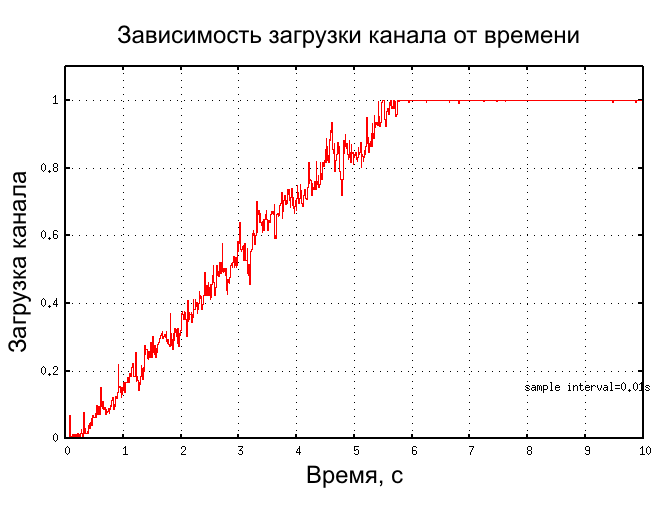 Зависимость загрузки канала от времени
Загрузка канала
1
0.8
0.6
0.4
0.2
0
sample interval=0.01s
0 1 2 3 4 5 6 7 8 9 10
Время, с